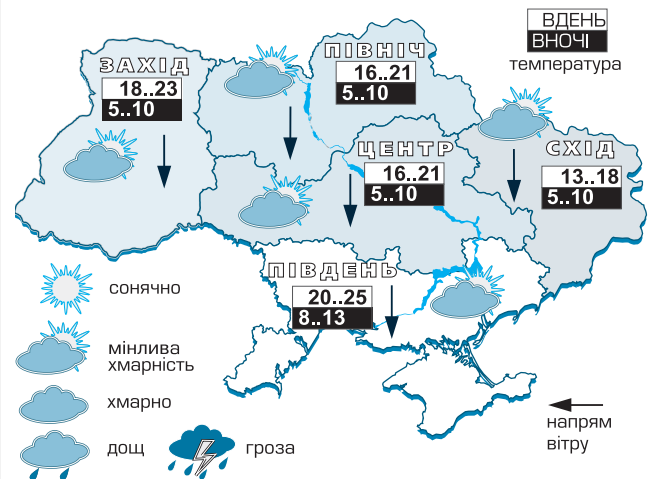 ВДЕНЬ
ВНОЧІ
температура
ЗАХІД
18..23
5..10
ПІВНІЧ
16..21
5..10
ЦЕНТР
16..21
5..10
СХІД
13..18
5..10
ПІВДЕНЬ
20..25
8..13
сонячно
мінлива
хмарність
хмарно
дощ
гроза
напрям
вітру